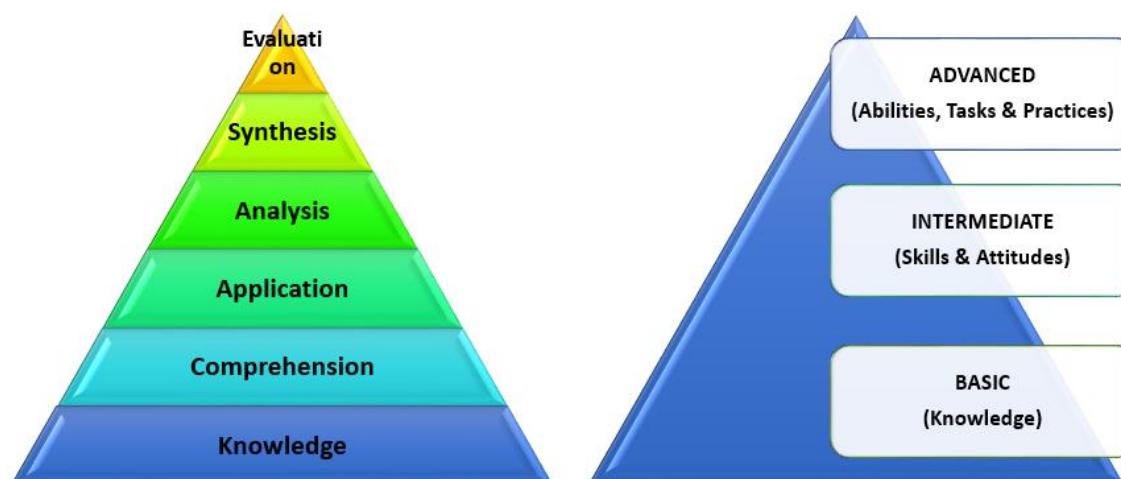 Evaluati
on
Synthesis
Analysis
Application
Comprehension
Knowledge
ADVANCED
(Abilities, Tasks & Practices)
INTERMEDIATE
(Skills & Attitudes)
BASIC
(Knowledge)